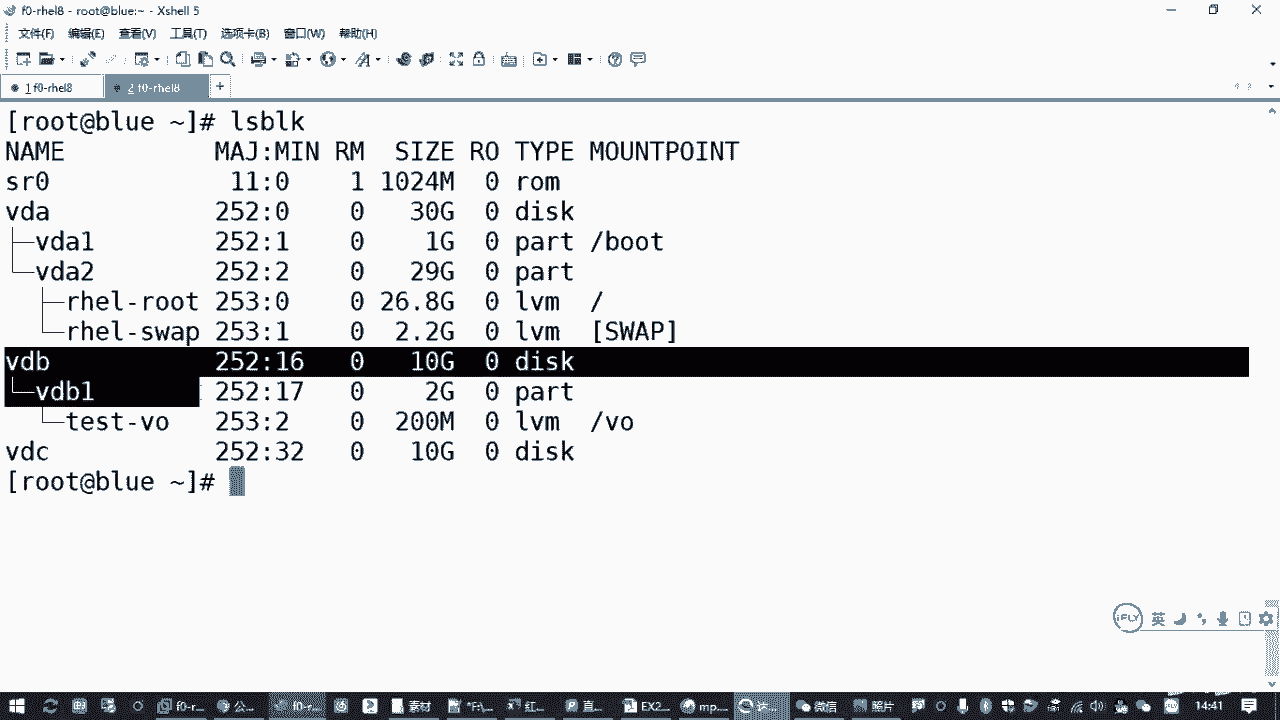 f0-rhel8 - root@blue:~ - Xshell 5
文件(F) 编辑(E) 查看(V) 工具(T) 选项卡(B) 窗口(W) 帮助(H)
1 f0-rhel8 2 f0-rhel8 +
[root@blue ~]# lsblk
NAME MAJ:MIN RM SIZE RO TYPE MOUNTPOINT
sr0 11:0 1 1024M 0 rom
vda 252:0 0 30G 0 disk
├─vda1 252:1 0 1G 0 part /boot
└─vda2 252:2 0 29G 0 part
├─rhel-root 253:0 0 26.8G 0 lvm /
└─rhel-swap 253:1 0 2.2G 0 lvm [SWAP]
vdb 252:16 0 10G 0 disk
└─vdb1 252:17 0 2G 0 part
└─test-vo 253:2 0 200M 0 lvm /vo
vdc 252:32 0 10G 0 disk
[root@blue ~]#
iFLY 英
f0-r... 公... f0-r... 素材 "F:\... 红... 直... EX2... mp... 微信 照片 14:41